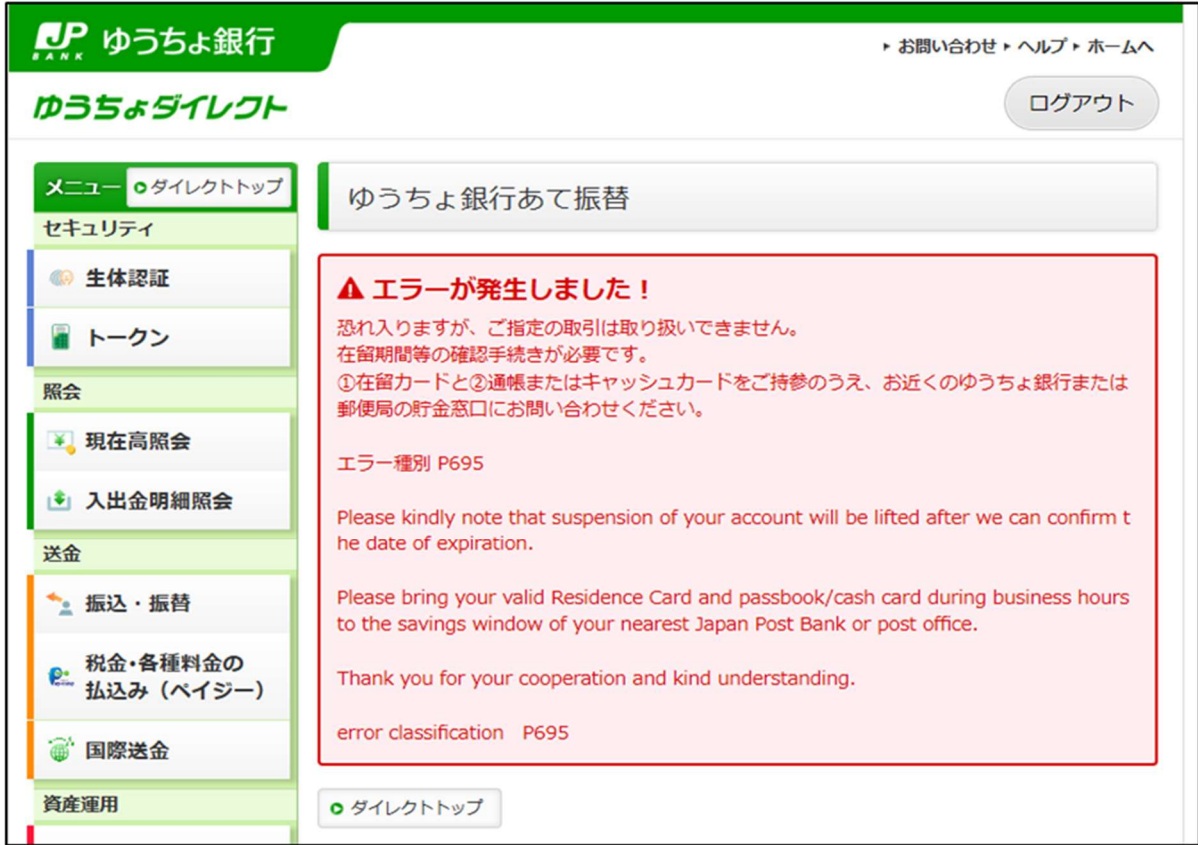 JP
BANK ゆうちょ銀行
お問い合わせ ヘルプ ホームへ
ゆうちょダイレクト
ログアウト
メニュー ダイレクトトップ
セキュリティ
生体認証
トークン
照会
現在高照会
入出金明細照会
送金
振込・振替
税金・各種料金の
払込み（ペイジー）
国際送金
資産運用
ゆうちょ銀行あて振替
エラーが発生しました！
恐れ入りますが、ご指定の取引は取り扱いできません。
在留期間等の確認手続きが必要です。
①在留カードと②通帳またはキャッシュカードをご持参のうえ、お近くのゆうちょ銀行または
郵便局の貯金窓口にお問い合わせください。
エラー種別 P695
Please kindly note that suspension of your account will be lifted after we can confirm t
he date of expiration.
Please bring your valid Residence Card and passbook/cash card during business hours
to the savings window of your nearest Japan Post Bank or post office.
Thank you for your cooperation and kind understanding.
error classification　P695
ダイレクトトップ